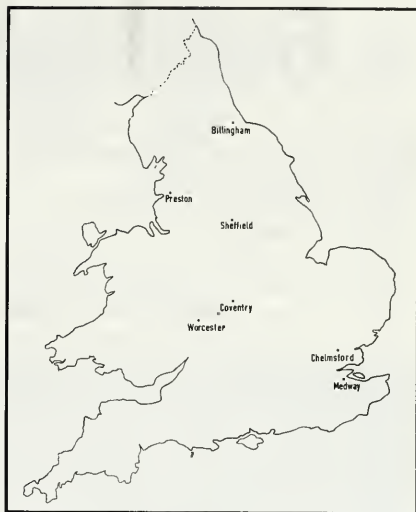 Billingham
Preston
Sheffield
Coventry
Worcester
Chelmsford
Medway